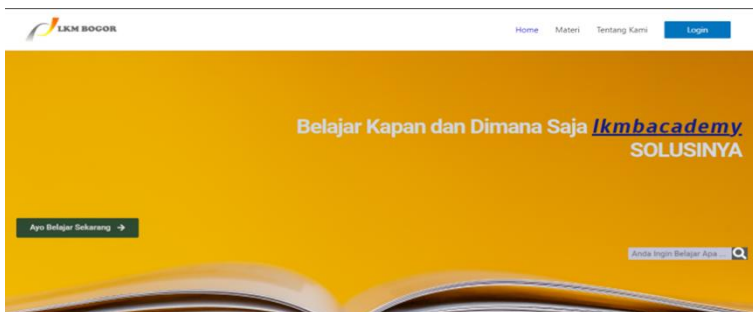 LKM BOGOR
Home Materi Tentang Kami Login
Belajar Kapan dan Dimana Saja lkmbacademy
SOLUSINYA
Ayo Belajar Sekarang →
Anda Ingin Belajar Apa ...